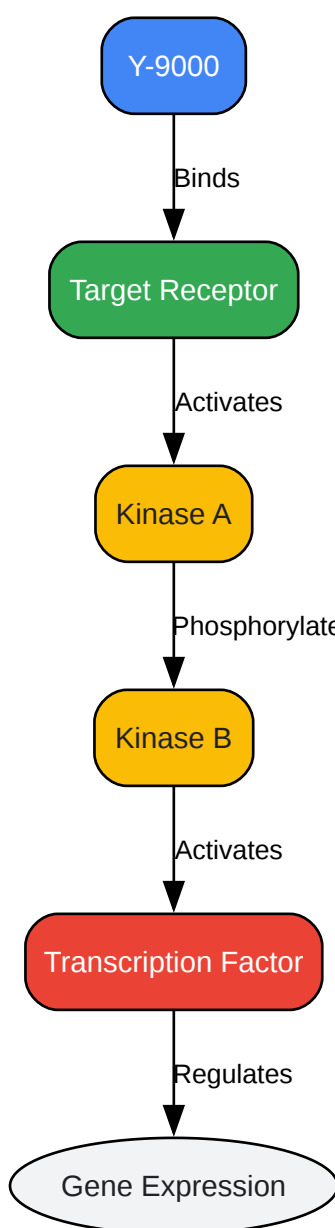 Y-9000
Binds
Target Receptor
Activates
Kinase A
Phosphorylate
Kinase B
Activates
Transcription Factor
Regulates
Gene Expression